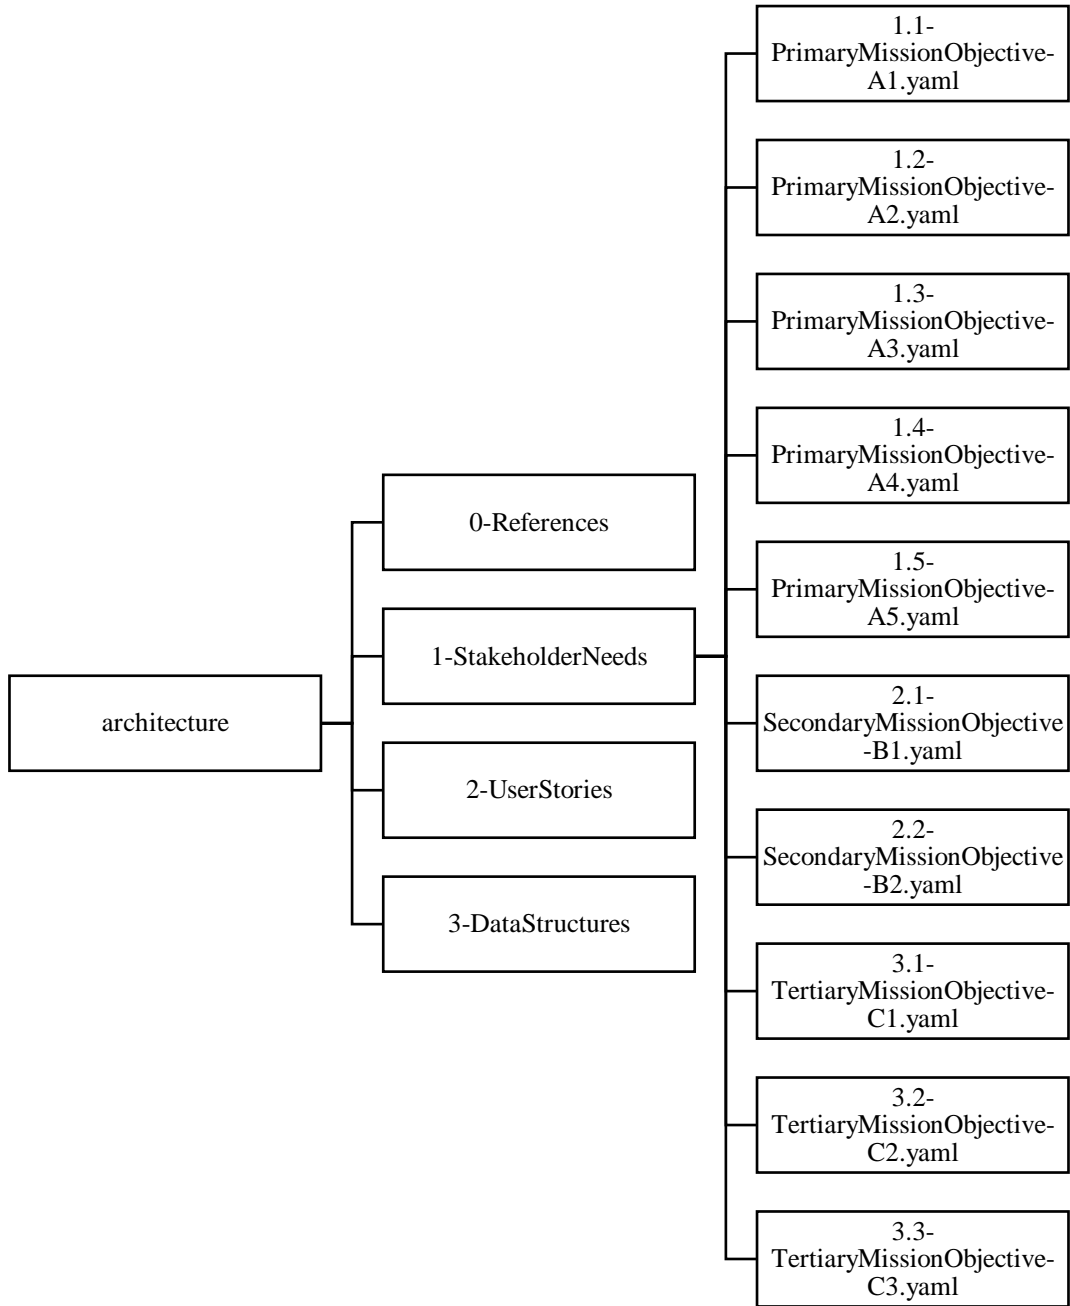 architecture
0-References
1-StakeholderNeeds
2-UserStories
3-DataStructures
1.1-
PrimaryMissionObjective-
A1.yaml
1.2-
PrimaryMissionObjective-
A2.yaml
1.3-
PrimaryMissionObjective-
A3.yaml
1.4-
PrimaryMissionObjective-
A4.yaml
1.5-
PrimaryMissionObjective-
A5.yaml
2.1-
SecondaryMissionObjective
-B1.yaml
2.2-
SecondaryMissionObjective
-B2.yaml
3.1-
TertiaryMissionObjective-
C1.yaml
3.2-
TertiaryMissionObjective-
C2.yaml
3.3-
TertiaryMissionObjective-
C3.yaml